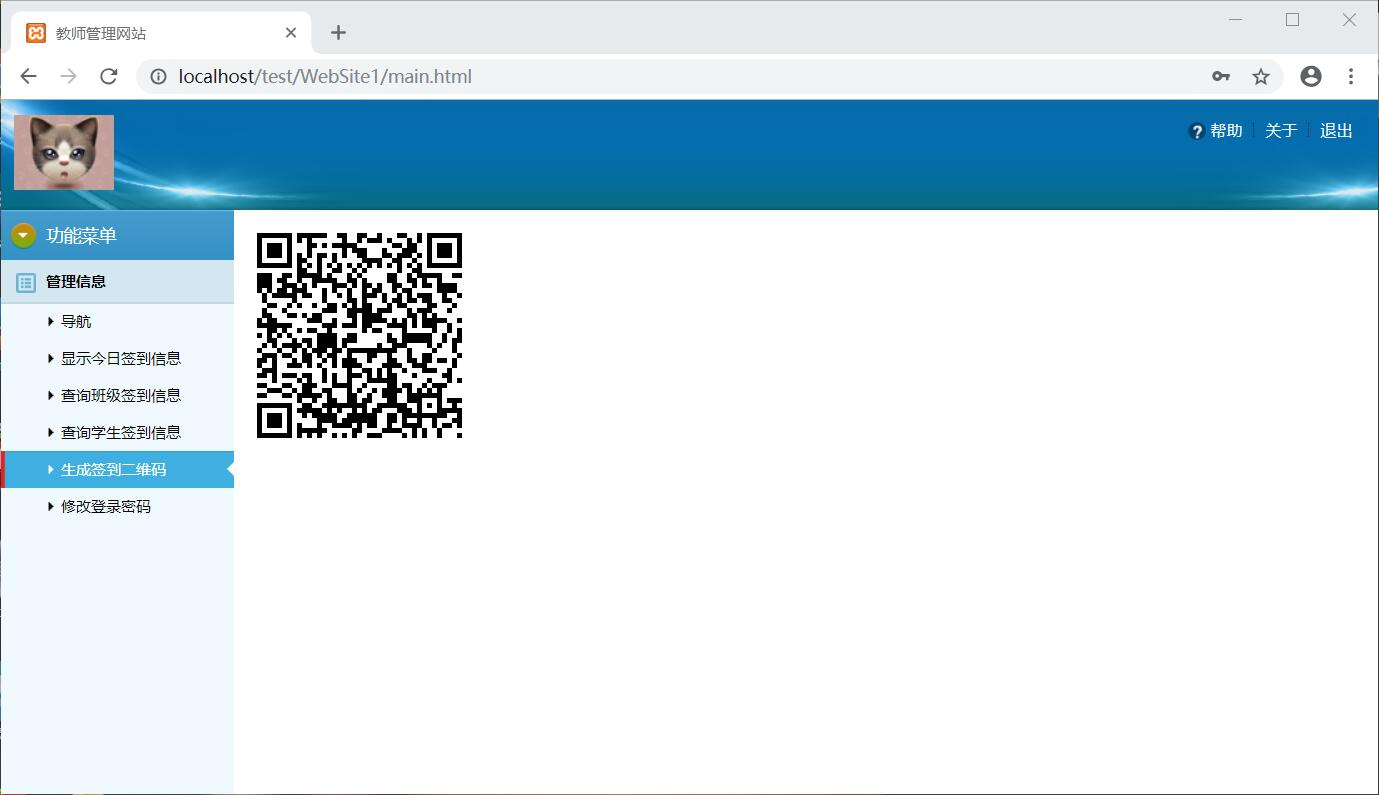 教师管理网站
localhost/test/WebSite1/main.html
帮助 关于 退出
功能菜单
管理信息
导航
显示今日签到信息
查询班级签到信息
查询学生签到信息
生成签到二维码
修改登录密码